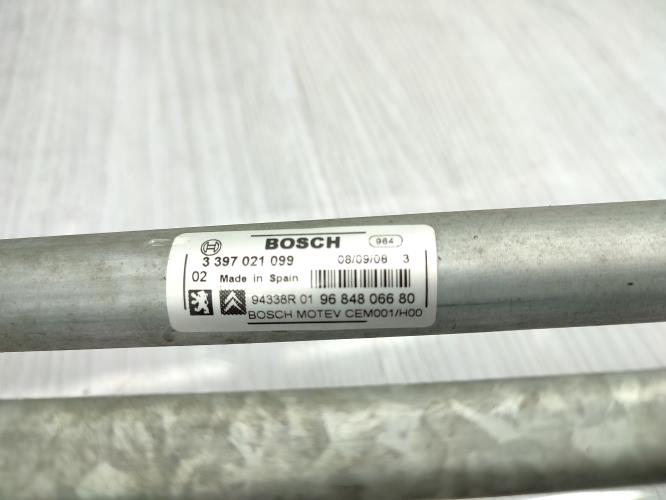 BOSCH 984
3 397 021 099 08/09/08 3
02 Made in Spain
94338R 01 96 848 066 80
BOSCH MOTEV CEM001/H00